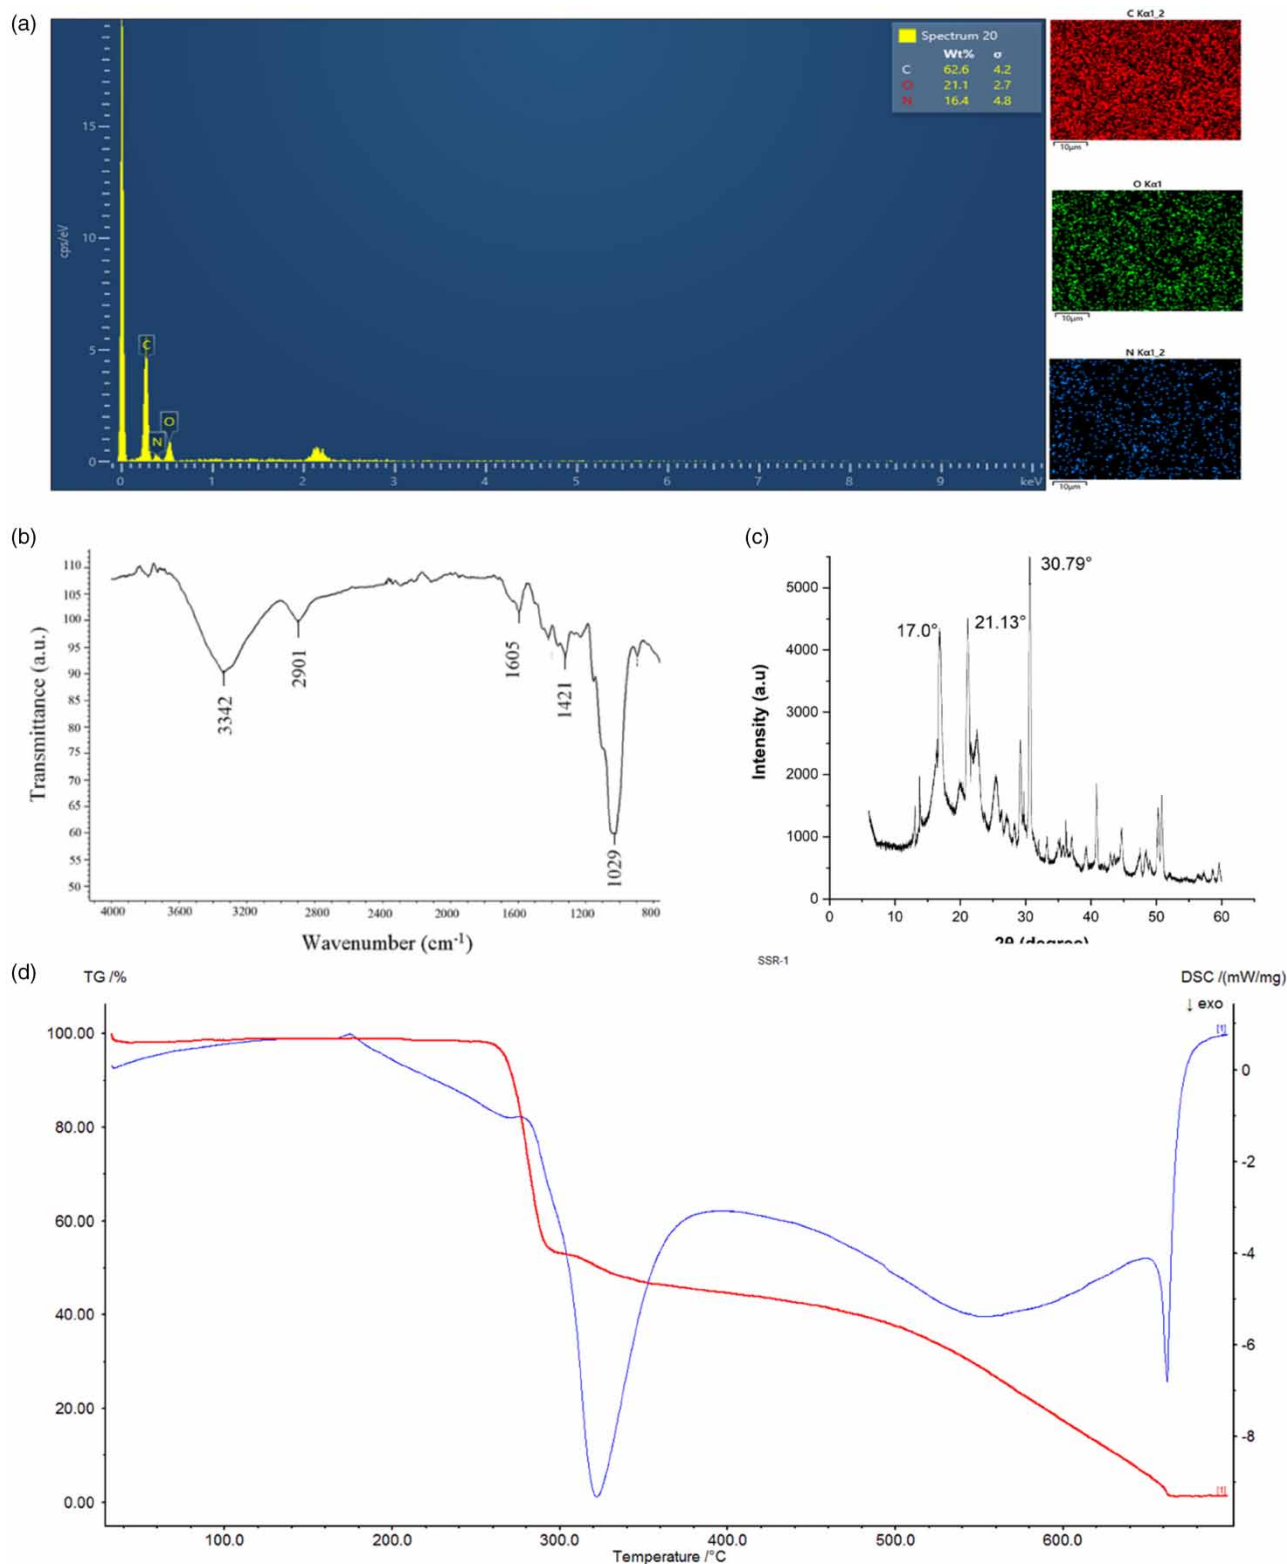 (a)
Spectrum 20
Wt% σ
C 62.6 4.2
O 21.1 2.7
N 16.4 4.8
cps/eV
15
10
5
0
C
N
O
0 1 2 3 4 5 6 7 8 9 keV
C Kα1_2
10µm
O Kα1
10µm
N Kα1_2
10µm
(b)
Transmittance (a.u.)
110
105
100
95
90
85
80
75
70
65
60
55
50
3342
2901
1605
1421
1029
4000 3600 3200 2800 2400 2000 1600 1200 800
Wavenumber (cm-1)
(c)
Intensity (a.u)
5000
4000
3000
2000
1000
0
17.0°
21.13°
30.79°
0 10 20 30 40 50 60
2θ (degree)
(d)
SSR-1
TG /%
DSC /(mW/mg)
↓ exo
100.00
80.00
60.00
40.00
20.00
0.00
[1]
0
-2
-4
-6
-8
[1]
100.0 200.0 300.0 400.0 500.0 600.0
Temperature /°C